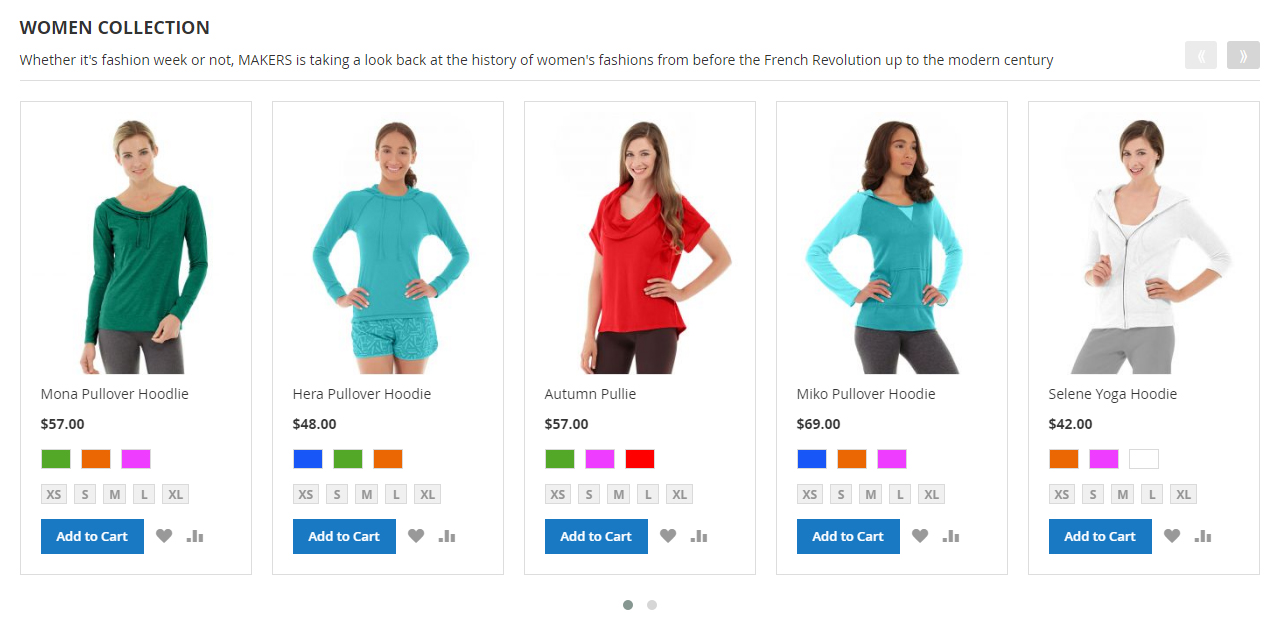 WOMEN COLLECTION
Whether it's fashion week or not, MAKERS is taking a look back at the history of women's fashions from before the French Revolution up to the modern century
Mona Pullover Hoodlie
$57.00
XS S M L XL
Add to Cart
Hera Pullover Hoodie
$48.00
XS S M L XL
Add to Cart
Autumn Pullie
$57.00
XS S M L XL
Add to Cart
Miko Pullover Hoodie
$69.00
XS S M L XL
Add to Cart
Selene Yoga Hoodie
$42.00
XS S M L XL
Add to Cart